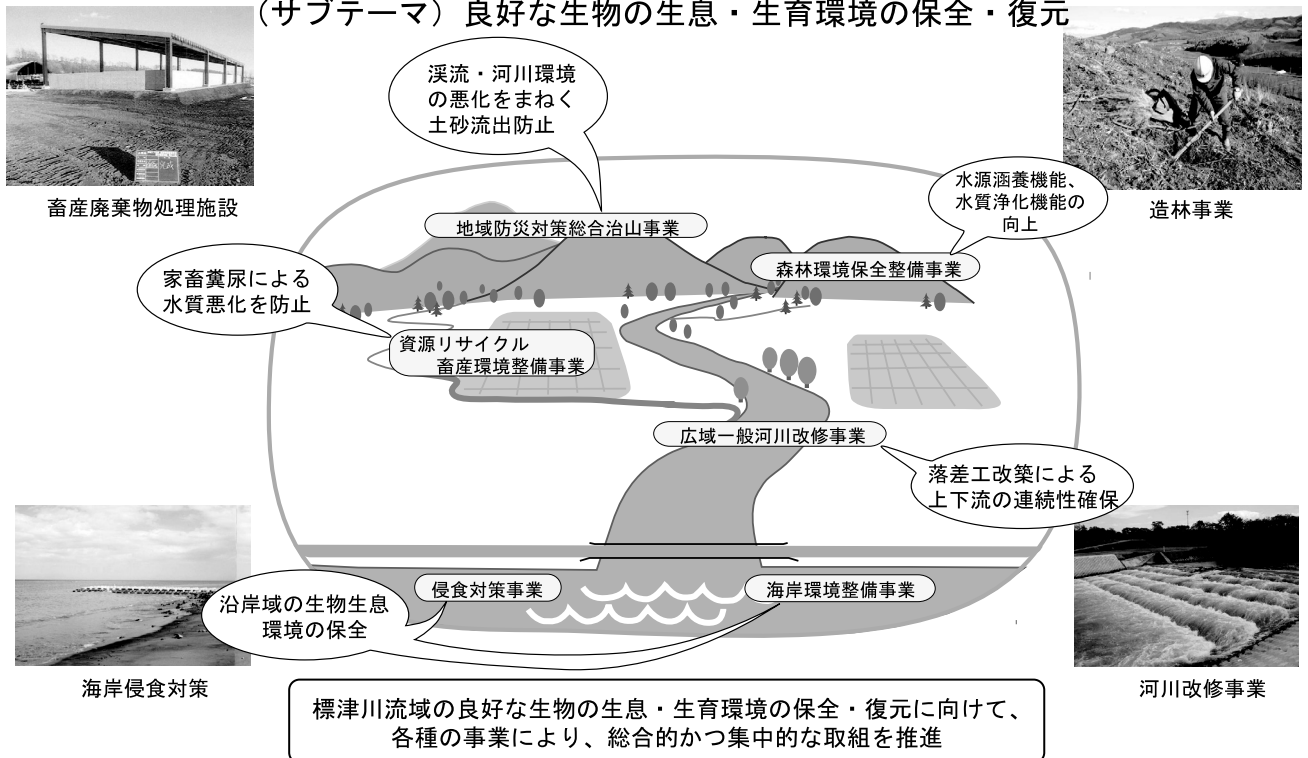 （サブテーマ）良好な生物の生息・生育環境の保全・復元
渓流・河川環境
の悪化をまねく
土砂流出防止
畜産廃棄物処理施設
水源涵養機能、
水質浄化機能の
向上
造林事業
地域防災対策総合治山事業
森林環境保全整備事業
家畜糞尿による
水質悪化を防止
資源リサイクル
畜産環境整備事業
広域一般河川改修事業
落差工改築による
上下流の連続性確保
侵食対策事業
海岸環境整備事業
沿岸域の生物生息
環境の保全
海岸侵食対策
河川改修事業
標津川流域の良好な生物の生息・生育環境の保全・復元に向けて、
各種の事業により、総合的かつ集中的な取組を推進